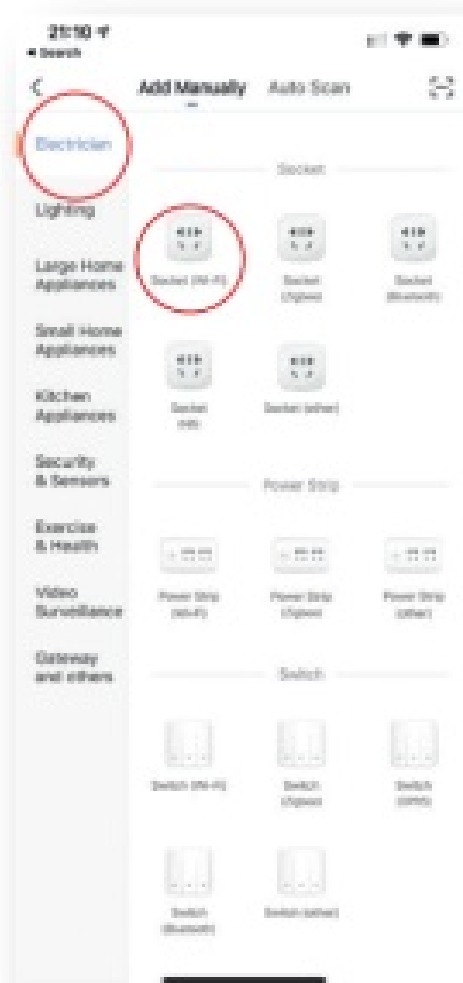 21:10
Search
Add Manually
Auto Scan
Electrician
Lighting
Large Home
Appliances
Small Home
Appliances
Kitchen
Appliances
Security
& Sensors
Exercise
& Health
Video
Surveillance
Gateway
and others
Socket
Socket (Wi-Fi)
Socket
(Zigbee)
Socket
(Bluetooth)
Socket
Socket (other)
Power Strip
Power Strip
(Wi-Fi)
Power Strip
(Zigbee)
Power Strip
(other)
Switch
Switch (Wi-Fi)
Switch
(Zigbee)
Switch
Switch
(Bluetooth)
Switch (other)